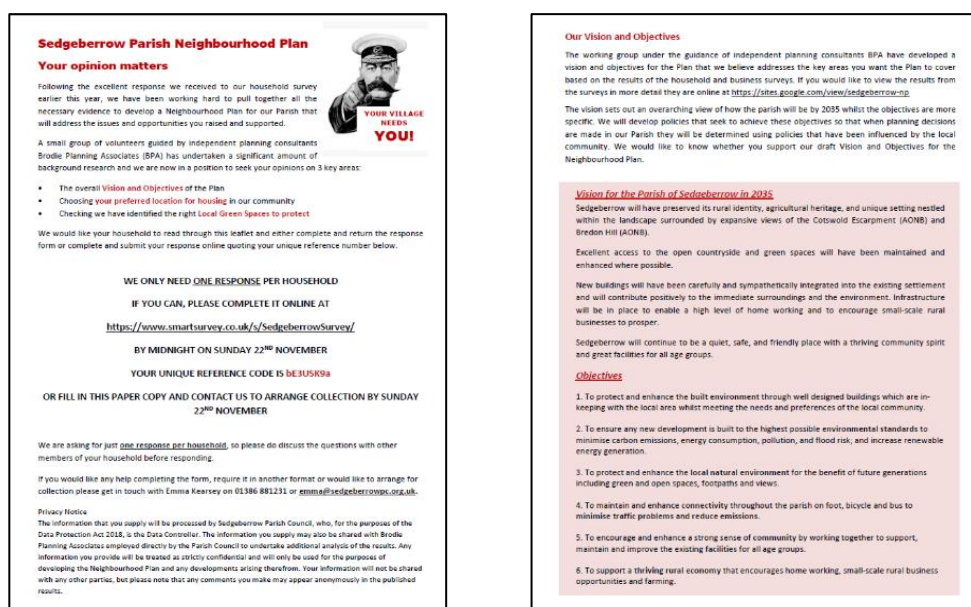 Sedgeberrow Parish Neighbourhood Plan
Your opinion matters
Following the excellent response we received to our household survey
earlier this year, we have been working hard to pull together all the
necessary evidence to develop a Neighbourhood Plan for our Parish that
will address the issues and opportunities you raised and supported.
A small group of volunteers guided by independent planning consultants
Brodie Planning Associates (BPA) has undertaken a significant amount of
background research and we are now in a position to seek your opinions on 3 key areas:
• The overall Vision and Objectives of the Plan
• Choosing your preferred location for housing in our community
• Checking we have identified the right Local Green Spaces to protect
We would like your household to read through this leaflet and either complete and return the response
form or complete and submit your response online quoting your unique reference number below.
YOUR VILLAGE
NEEDS
YOU!
WE ONLY NEED ONE RESPONSE PER HOUSEHOLD
IF YOU CAN, PLEASE COMPLETE IT ONLINE AT
https://www.smartsurvey.co.uk/s/SedgeberrowSurvey/
BY MIDNIGHT ON SUNDAY 22ND NOVEMBER
YOUR UNIQUE REFERENCE CODE IS bE3U5K9a
OR FILL IN THIS PAPER COPY AND CONTACT US TO ARRANGE COLLECTION BY SUNDAY
22ND NOVEMBER
We are asking for just one response per household, so please do discuss the questions with other
members of your household before responding.
If you would like any help completing the form, require it in another format or would like to arrange for
collection please get in touch with Emma Kearsey on 01386 881231 or emma@sedgeberrowpc.org.uk.
Privacy Notice
The information that you supply will be processed by Sedgeberrow Parish Council, who, for the purposes of the
Data Protection Act 2018, is the Data Controller. The information you supply may also be shared with Brodie
Planning Associates employed directly by the Parish Council to undertake additional analysis of the results. Any
information you provide will be treated as strictly confidential and will only be used for the purposes of
developing the Neighbourhood Plan and any developments arising therefrom. Your information will not be shared
with any other parties, but please note that any comments you make may appear anonymously in the published
results.
Our Vision and Objectives
The working group under the guidance of independent planning consultants BPA have developed a
vision and objectives for the Plan that we believe addresses the key areas you want the Plan to cover
based on the results of the household and business surveys. If you would like to view the results from
the surveys in more detail they are online at https://sites.google.com/view/sedgeberrow-np
The vision sets out an overarching view of how the parish will be by 2035 whilst the objectives are more
specific. We will develop policies that seek to achieve these objectives so that when planning decisions
are made in our Parish they will be determined using policies that have been influenced by the local
community. We would like to know whether you support our draft Vision and Objectives for the
Neighbourhood Plan.
Vision for the Parish of Sedgeberrow in 2035
Sedgeberrow will have preserved its rural identity, agricultural heritage, and unique setting nestled
within the landscape surrounded by expansive views of the Cotswold Escarpment (AONB) and
Bredon Hill (AONB).
Excellent access to the open countryside and green spaces will have been maintained and
enhanced where possible.
New buildings will have been carefully and sympathetically integrated into the existing settlement
and will contribute positively to the immediate surroundings and the environment. Infrastructure
will be in place to enable a high level of home working and to encourage small-scale rural
businesses to prosper.
Sedgeberrow will continue to be a quiet, safe, and friendly place with a thriving community spirit
and great facilities for all age groups.
Objectives
1. To protect and enhance the built environment through well designed buildings which are in-
keeping with the local area whilst meeting the needs and preferences of the local community.
2. To ensure any new development is built to the highest possible environmental standards to
minimise carbon emissions, energy consumption, pollution, and flood risk; and increase renewable
energy generation.
3. To protect and enhance the local natural environment for the benefit of future generations
including green and open spaces, footpaths and views.
4. To maintain and enhance connectivity throughout the parish on foot, bicycle and bus to
minimise traffic problems and reduce emissions.
5. To encourage and enhance a strong sense of community by working together to support,
maintain and improve the existing facilities for all age groups.
6. To support a thriving rural economy that encourages home working, small-scale rural business
opportunities and farming.